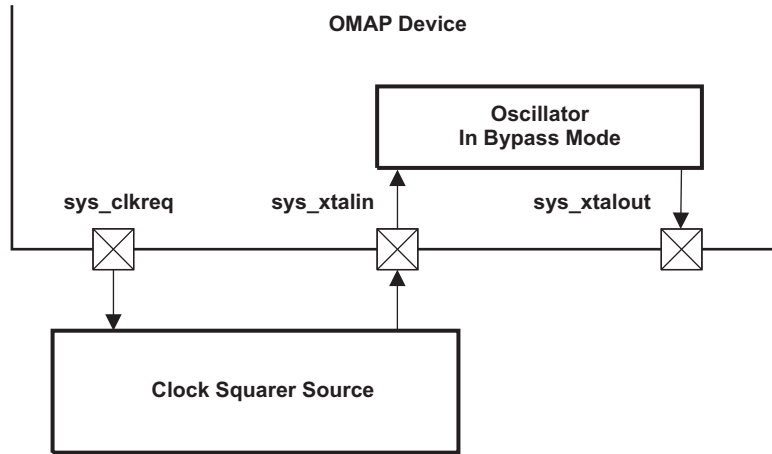 OMAP Device
Oscillator
In Bypass Mode
sys_clkreq
sys_xtalin
sys_xtalout
Clock Squarer Source